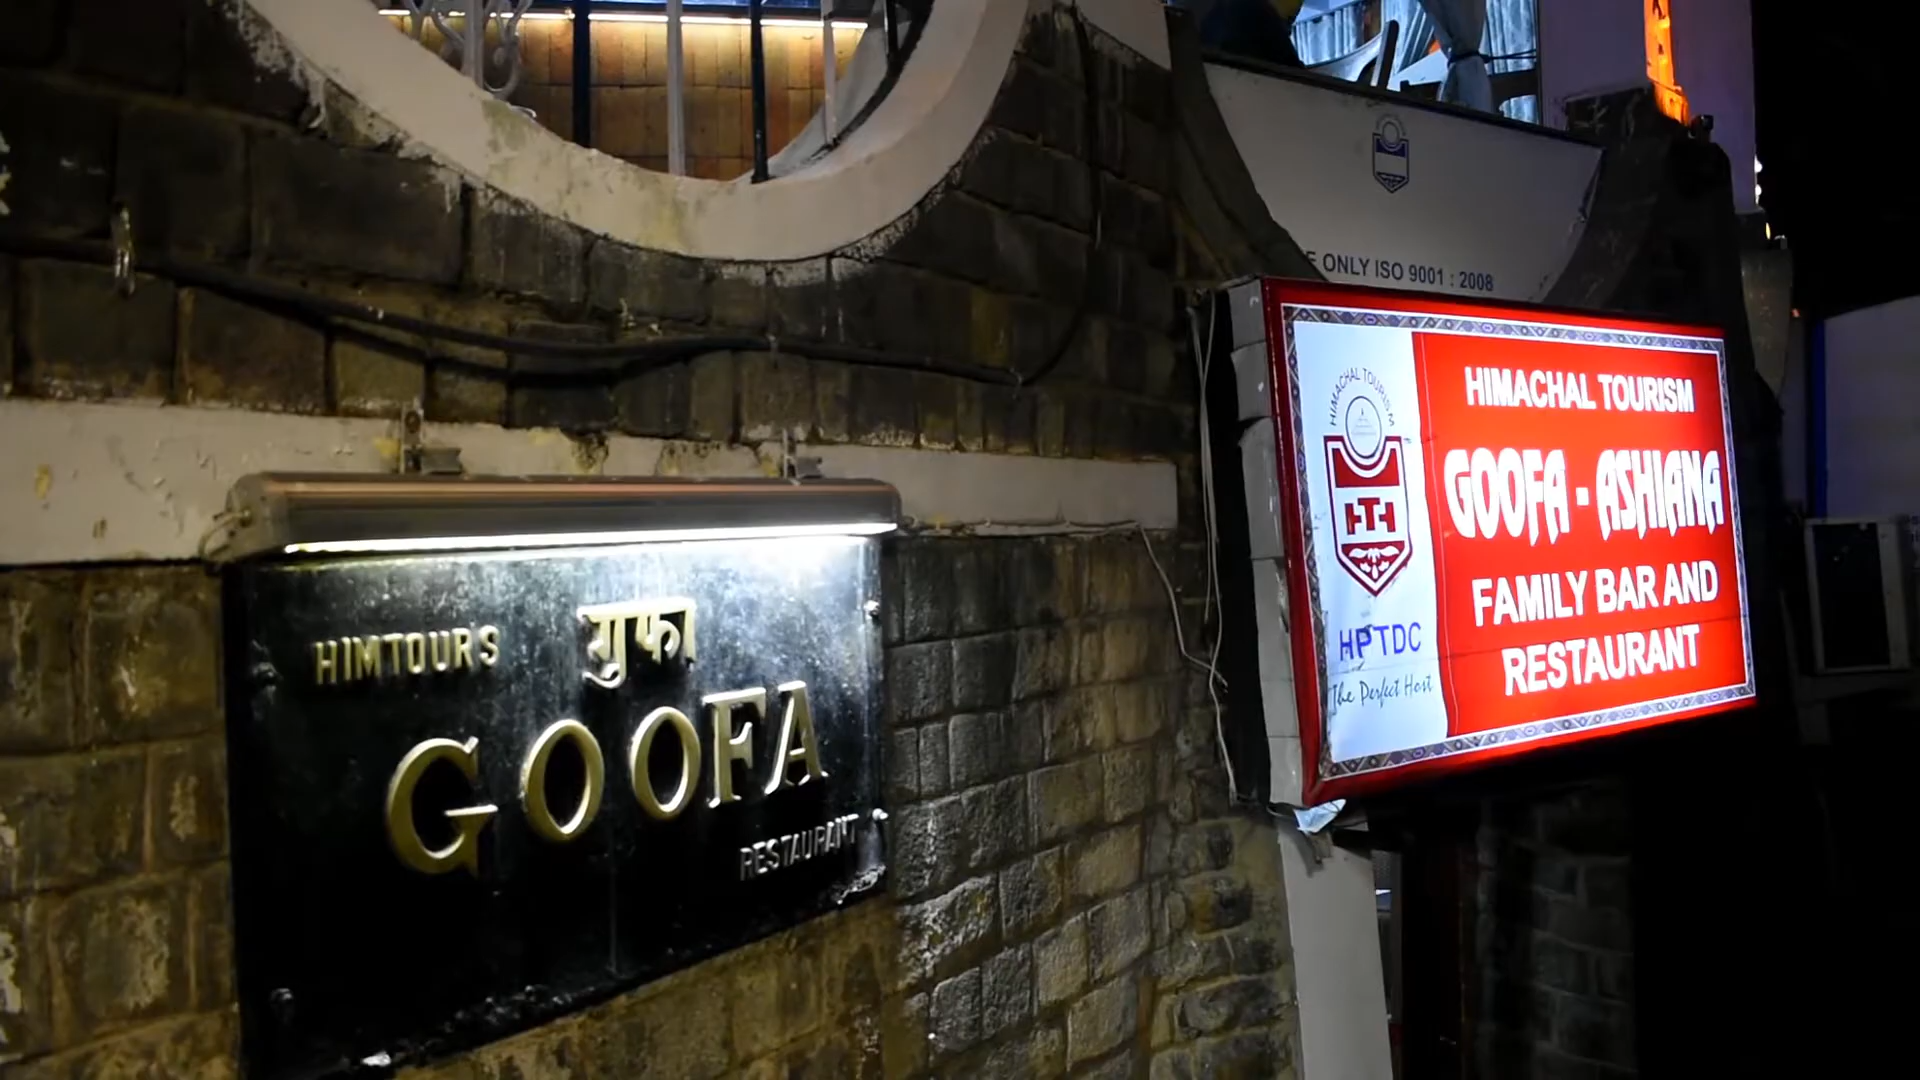 HIMTOUR'S
गुफा
GOOFA
RESTAURANT
ONLY ISO 9001 : 2008
HIMACHAL TOURISM
HPTDC
The Perfect Host
HIMACHAL TOURISM
GOOFA - ASHIANA
FAMILY BAR AND
RESTAURANT